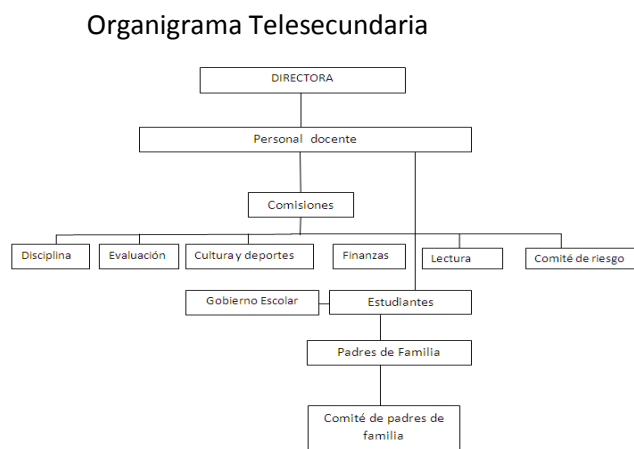 Organigrama Telesecundaria
DIRECTORA
Personal docente
Comisiones
Disciplina
Evaluación
Cultura y deportes
Finanzas
Lectura
Comité de riesgo
Gobierno Escolar
Estudiantes
Padres de Familia
Comité de padres de
familia